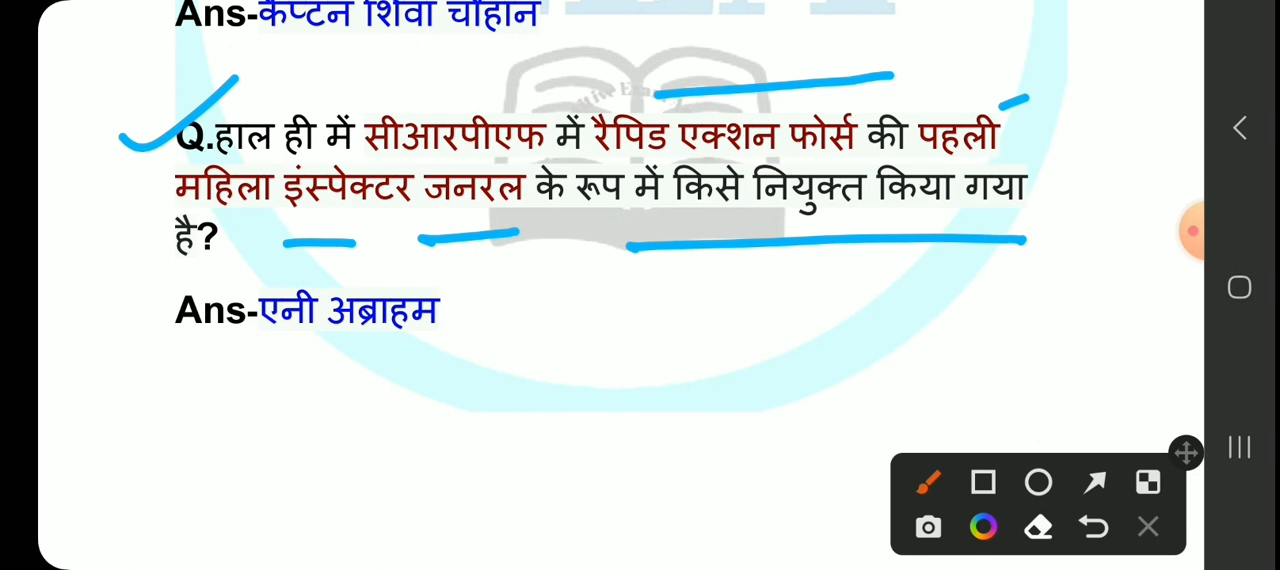 Ans-कैप्टन शिवा चौहान
Q.हाल ही में सीआरपीएफ में रैपिड एक्शन फोर्स की पहली
महिला इंस्पेक्टर जनरल के रूप में किसे नियुक्त किया गया
है?
Ans-एनी अब्राहम